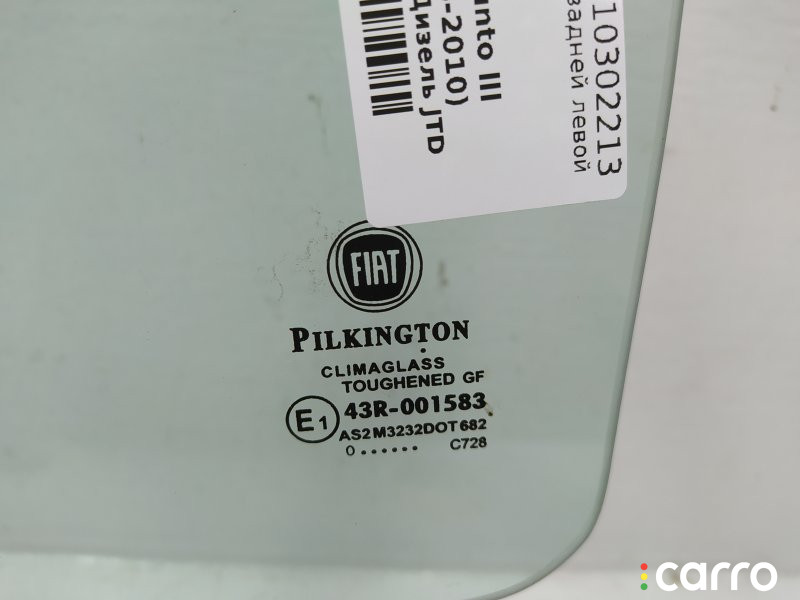 10302213
задней левой
III
-2010)
Дизель JTD
FIAT
PILKINGTON
CLIMAGLASS
TOUGHENED GF
E1 43R-001583
AS2 M3232DOT682
0 ...... C728
carro